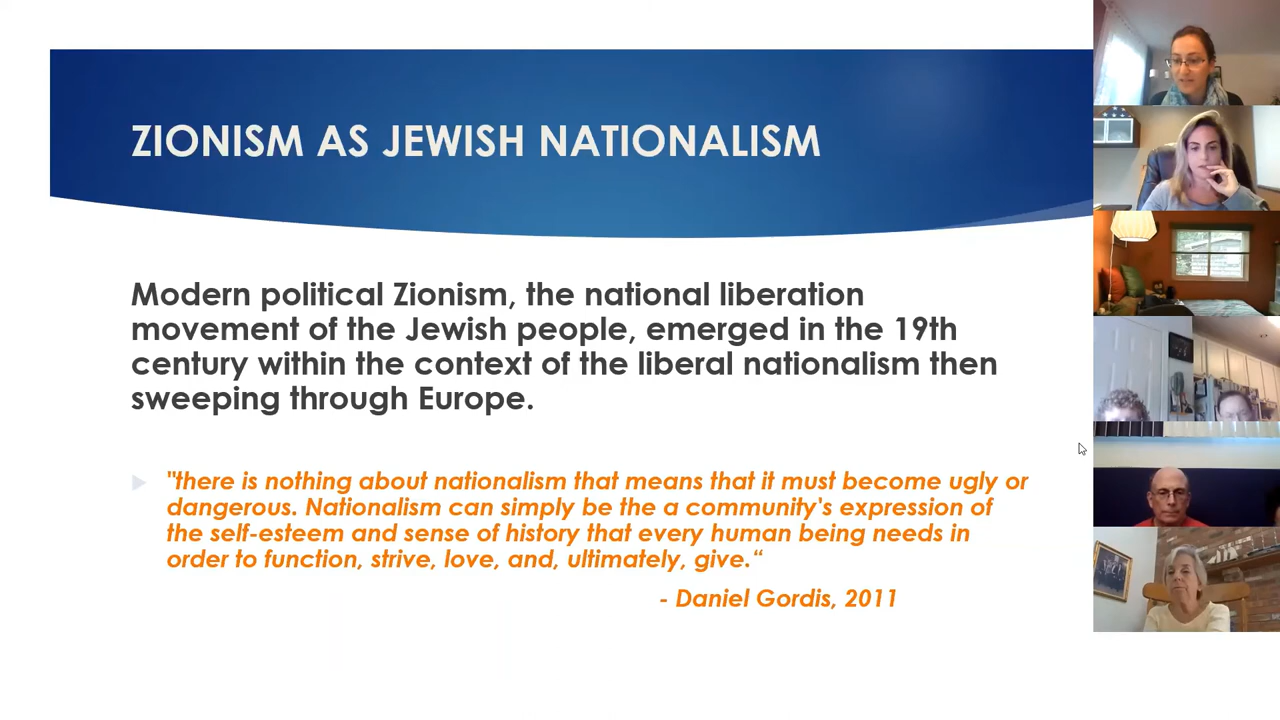 ZIONISM AS JEWISH NATIONALISM
Modern political Zionism, the national liberation
movement of the Jewish people, emerged in the 19th
century within the context of the liberal nationalism then
sweeping through Europe.
"there is nothing about nationalism that means that it must become ugly or
dangerous. Nationalism can simply be the a community's expression of
the self-esteem and sense of history that every human being needs in
order to function, strive, love, and, ultimately, give.“
- Daniel Gordis, 2011